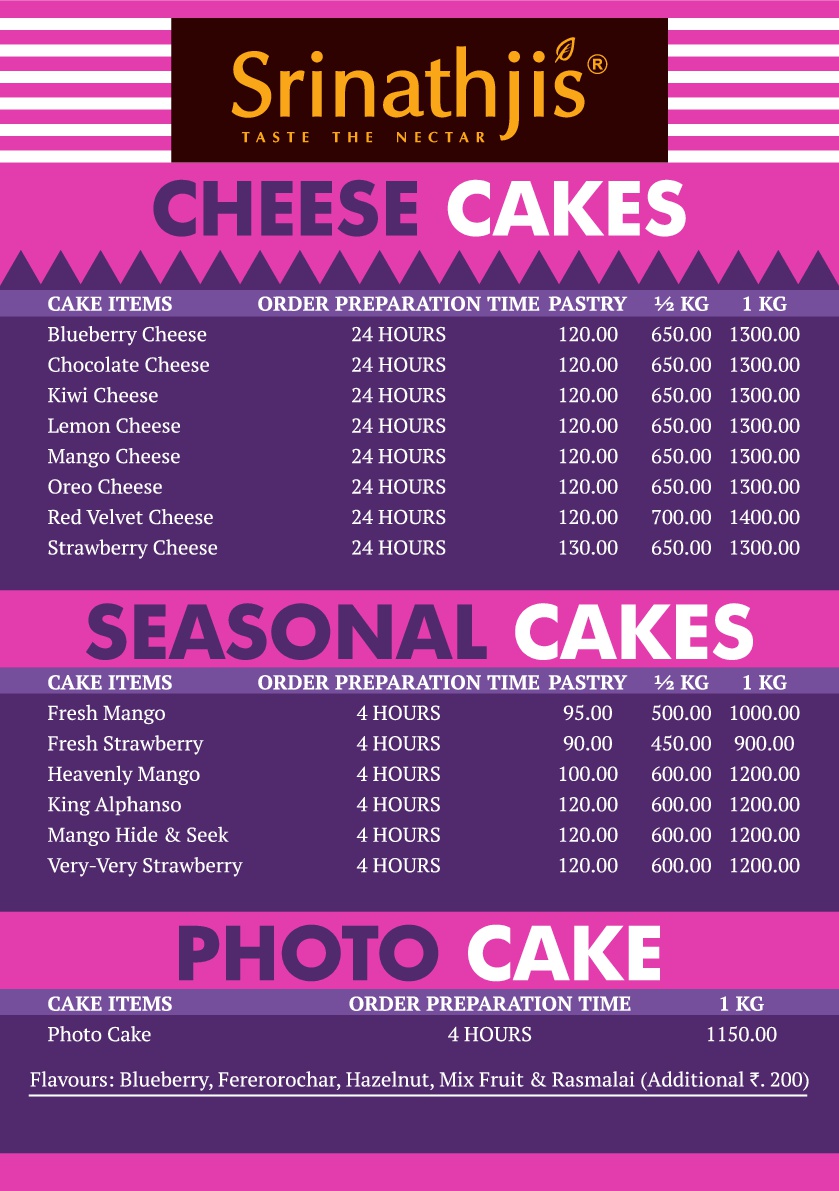 Srinathjis®
TASTE THE NECTAR
CHEESE CAKES
CAKE ITEMS ORDER PREPARATION TIME PASTRY ½ KG 1 KG
Blueberry Cheese 24 HOURS 120.00 650.00 1300.00
Chocolate Cheese 24 HOURS 120.00 650.00 1300.00
Kiwi Cheese 24 HOURS 120.00 650.00 1300.00
Lemon Cheese 24 HOURS 120.00 650.00 1300.00
Mango Cheese 24 HOURS 120.00 650.00 1300.00
Oreo Cheese 24 HOURS 120.00 650.00 1300.00
Red Velvet Cheese 24 HOURS 120.00 700.00 1400.00
Strawberry Cheese 24 HOURS 130.00 650.00 1300.00
SEASONAL CAKES
CAKE ITEMS ORDER PREPARATION TIME PASTRY ½ KG 1 KG
Fresh Mango 4 HOURS 95.00 500.00 1000.00
Fresh Strawberry 4 HOURS 90.00 450.00 900.00
Heavenly Mango 4 HOURS 100.00 600.00 1200.00
King Alphanso 4 HOURS 120.00 600.00 1200.00
Mango Hide & Seek 4 HOURS 120.00 600.00 1200.00
Very-Very Strawberry 4 HOURS 120.00 600.00 1200.00
PHOTO CAKE
CAKE ITEMS ORDER PREPARATION TIME 1 KG
Photo Cake 4 HOURS 1150.00
Flavours: Blueberry, Fererorochar, Hazelnut, Mix Fruit & Rasmalai (Additional ₹. 200)